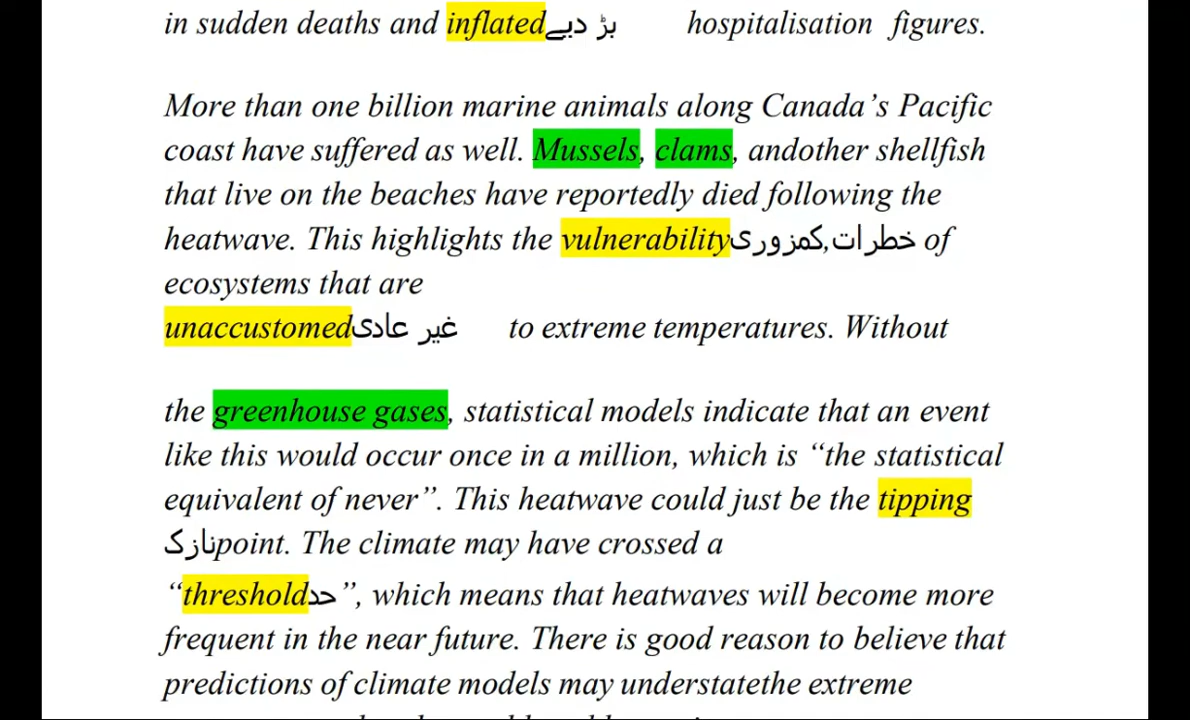 in sudden deaths and inflatedبڑ دیے hospitalisation figures.
More than one billion marine animals along Canada’s Pacific
coast have suffered as well. Mussels, clams, andother shellfish
that live on the beaches have reportedly died following the
heatwave. This highlights the vulnerabilityخطرات,کمزوری of
ecosystems that are
unaccustomedغیر عادی to extreme temperatures. Without
the greenhouse gases, statistical models indicate that an event
like this would occur once in a million, which is “the statistical
equivalent of never”. This heatwave could just be the tipping
نازکpoint. The climate may have crossed a
“thresholdحد”, which means that heatwaves will become more
frequent in the near future. There is good reason to believe that
predictions of climate models may understatethe extreme